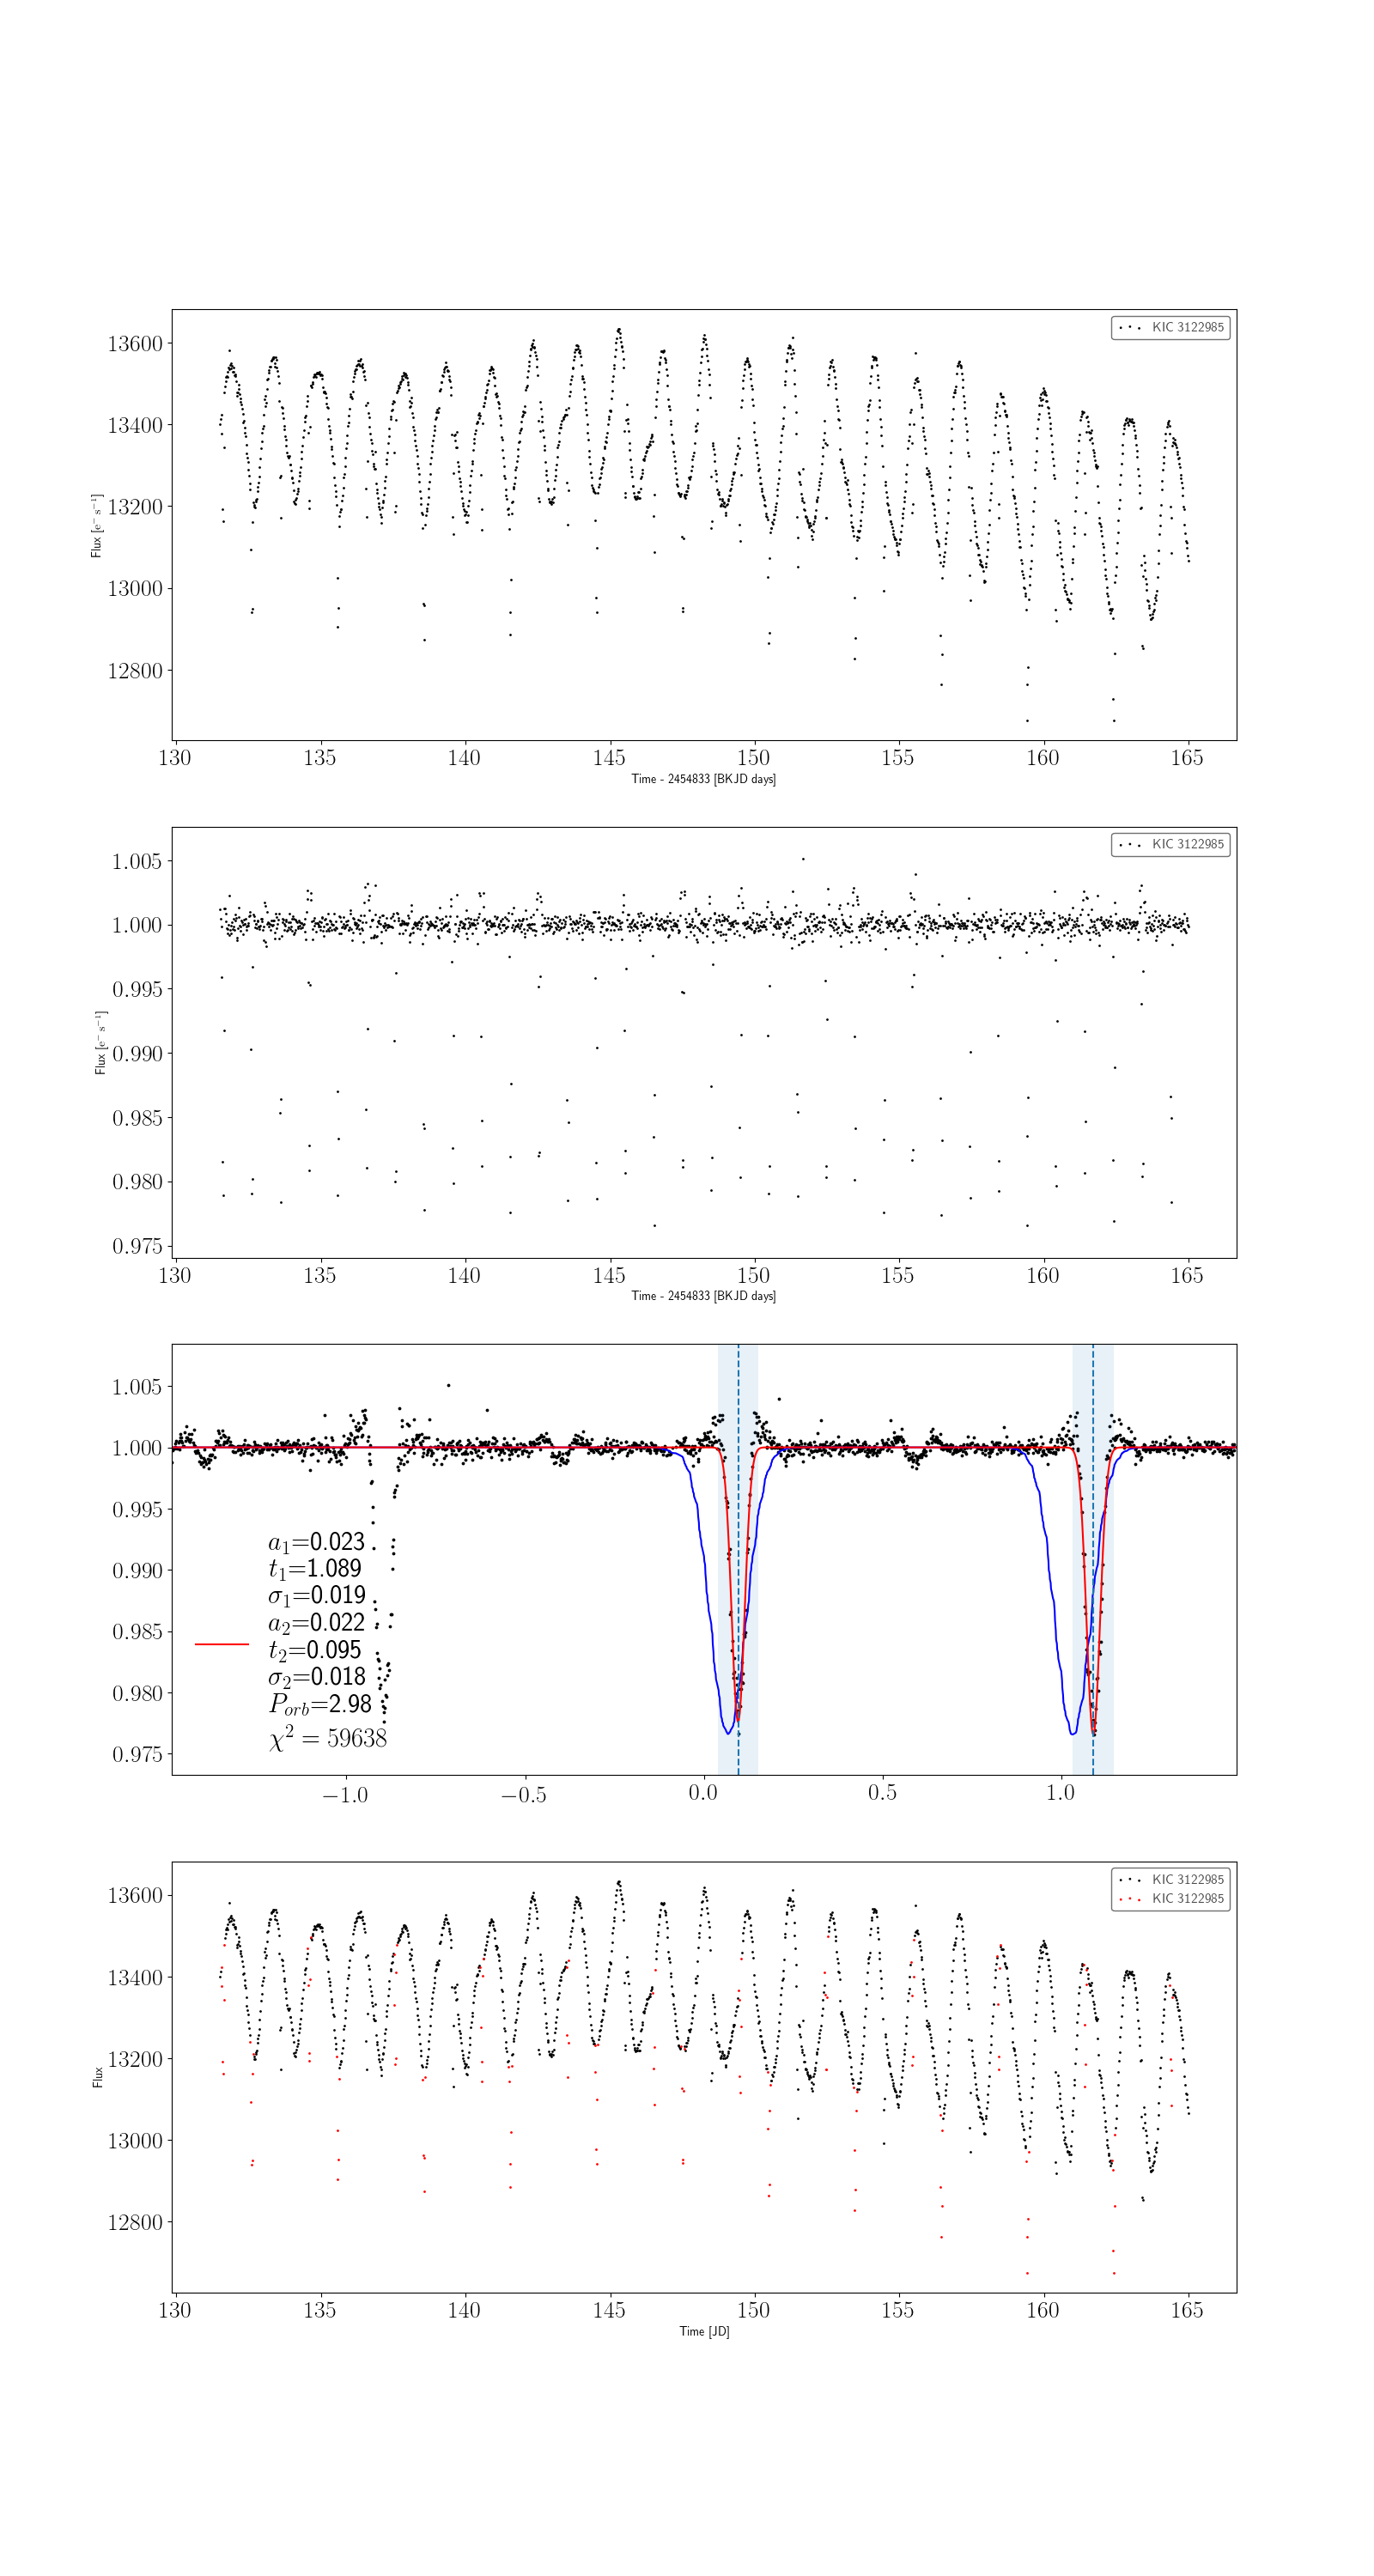 13600
13400
13200
13000
12800
Flux [e⁻ s⁻¹]
KIC 3122985
130 135 140 145 150 155 160 165
Time - 2454833 [BKJD days]
1.005
1.000
0.995
0.990
0.985
0.980
0.975
Flux [e⁻ s⁻¹]
KIC 3122985
130 135 140 145 150 155 160 165
Time - 2454833 [BKJD days]
1.005
1.000
0.995
0.990
0.985
0.980
0.975
a₁=0.023
t₁=1.089
σ₁=0.019
a₂=0.022
t₂=0.095
σ₂=0.018
P_orb=2.98
χ² = 59638
−1.0 −0.5 0.0 0.5 1.0
13600
13400
13200
13000
12800
Flux
KIC 3122985
KIC 3122985
130 135 140 145 150 155 160 165
Time [JD]